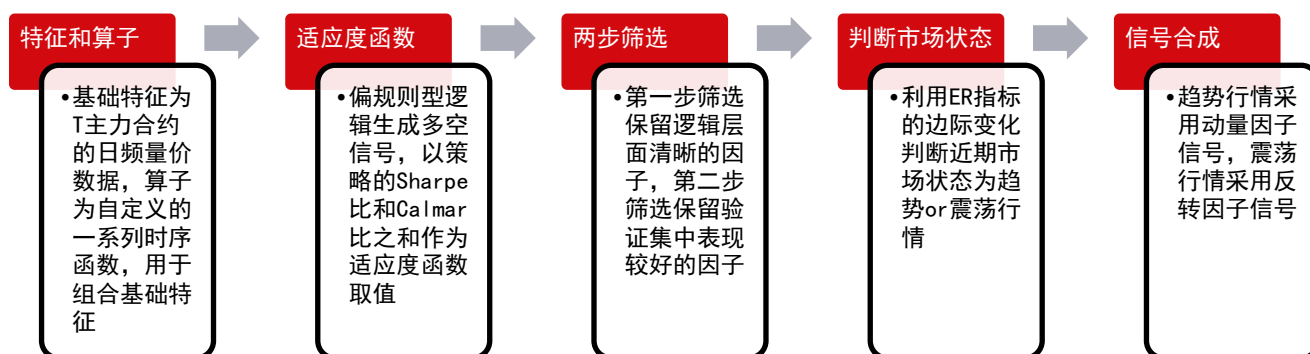 特征和算子
•基础特征为
T主力合约
的日频量价
数据，算子
为自定义的
一系列时序
函数，用于
组合基础特
征
适应度函数
•偏规则型逻
辑生成多空
信号，以策
略的Sharpe
比和Calmar
比之和作为
适应度函数
取值
两步筛选
•第一步筛选
保留逻辑层
面清晰的因
子，第二步
筛选保留验
证集中表现
较好的因子
判断市场状态
•利用ER指标
的边际变化
判断近期市
场状态为趋
势or震荡行
情
信号合成
•趋势行情采
用动量因子
信号，震荡
行情采用反
转因子信号